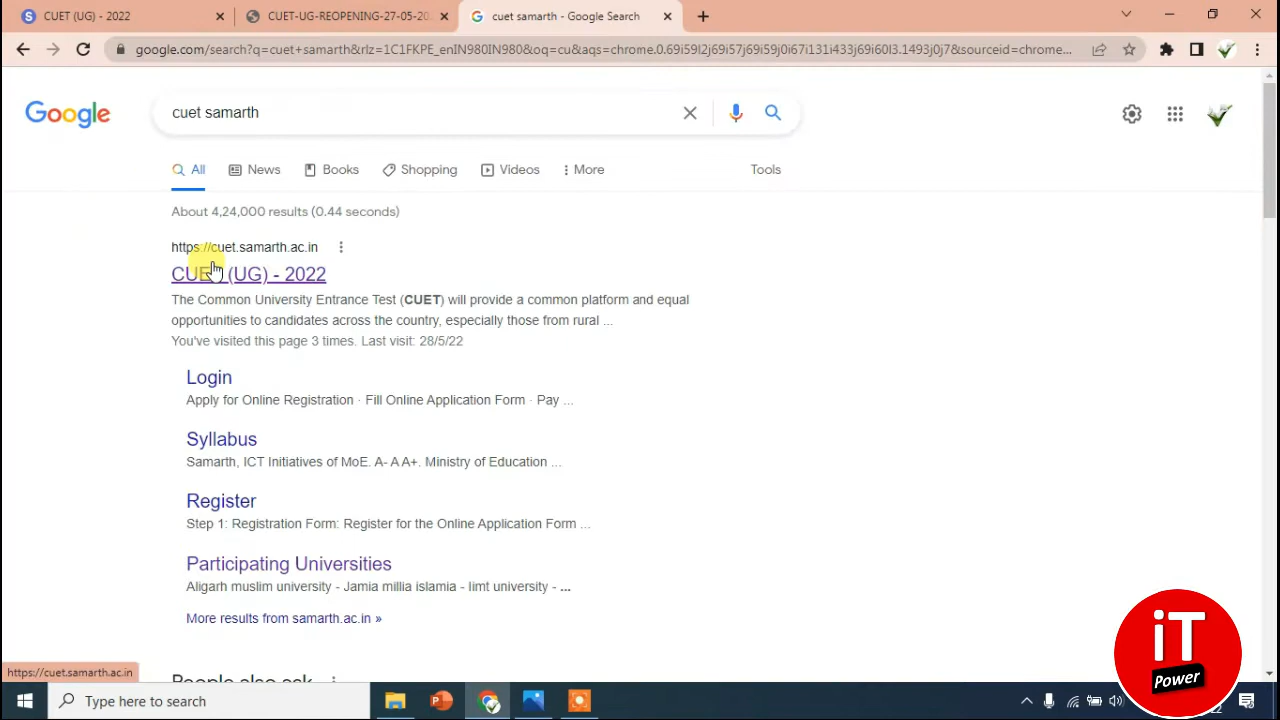 CUET (UG) - 2022
CUET-UG-REOPENING-27-05-20
cuet samarth - Google Search
google.com/search?q=cuet+samarth&rlz=1C1FKPE_enIN980IN980&oq=cu&aqs=chrome.0.69i59l2j69i57j69i59j0i67i131i433j69i60l3.1493j0j7&sourceid=chrome...
Google
cuet samarth
All News Books Shopping Videos More Tools
About 4,24,000 results (0.44 seconds)
https://cuet.samarth.ac.in
CUET (UG) - 2022
The Common University Entrance Test (CUET) will provide a common platform and equal
opportunities to candidates across the country, especially those from rural ...
You've visited this page 3 times. Last visit: 28/5/22
Login
Apply for Online Registration · Fill Online Application Form · Pay ...
Syllabus
Samarth, ICT Initiatives of MoE. A- A A+. Ministry of Education ...
Register
Step 1: Registration Form: Register for the Online Application Form ...
Participating Universities
Aligarh muslim university - Jamia millia islamia - Iimt university - ...
More results from samarth.ac.in »
People also ask
https://cuet.samarth.ac.in
Type here to search
iT
Power